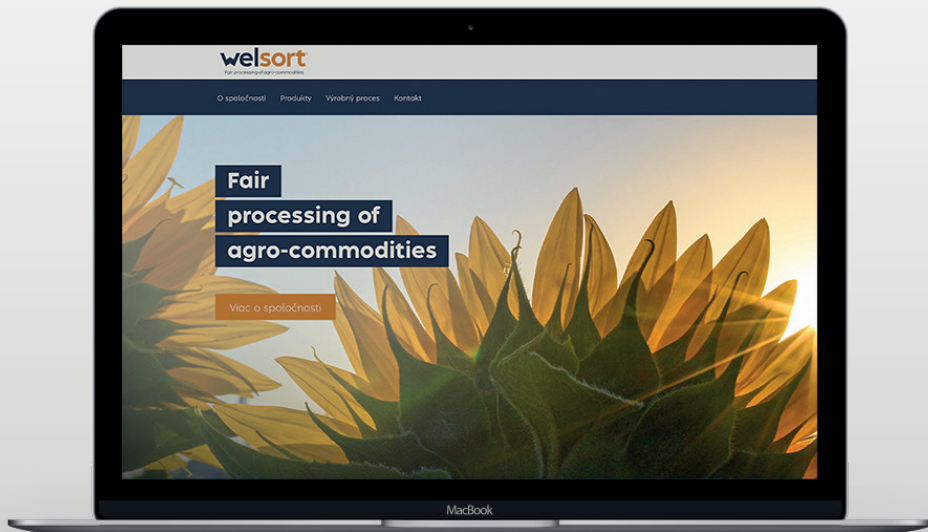 welsort
Fair processing of agro-commodities
O spoločnosti Produkty Výrobný proces Kontakt
Fair
processing of
agro-commodities
Viac o spoločnosti
MacBook